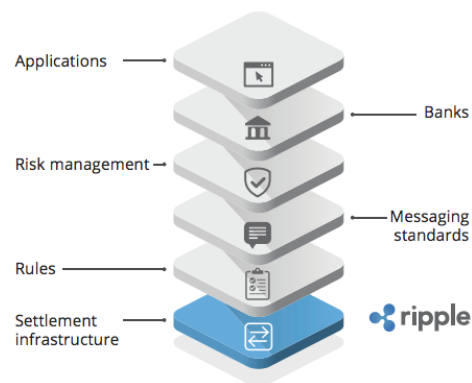 Applications
Banks
Risk management
Messaging
standards
Rules
Settlement
infrastructure
ripple